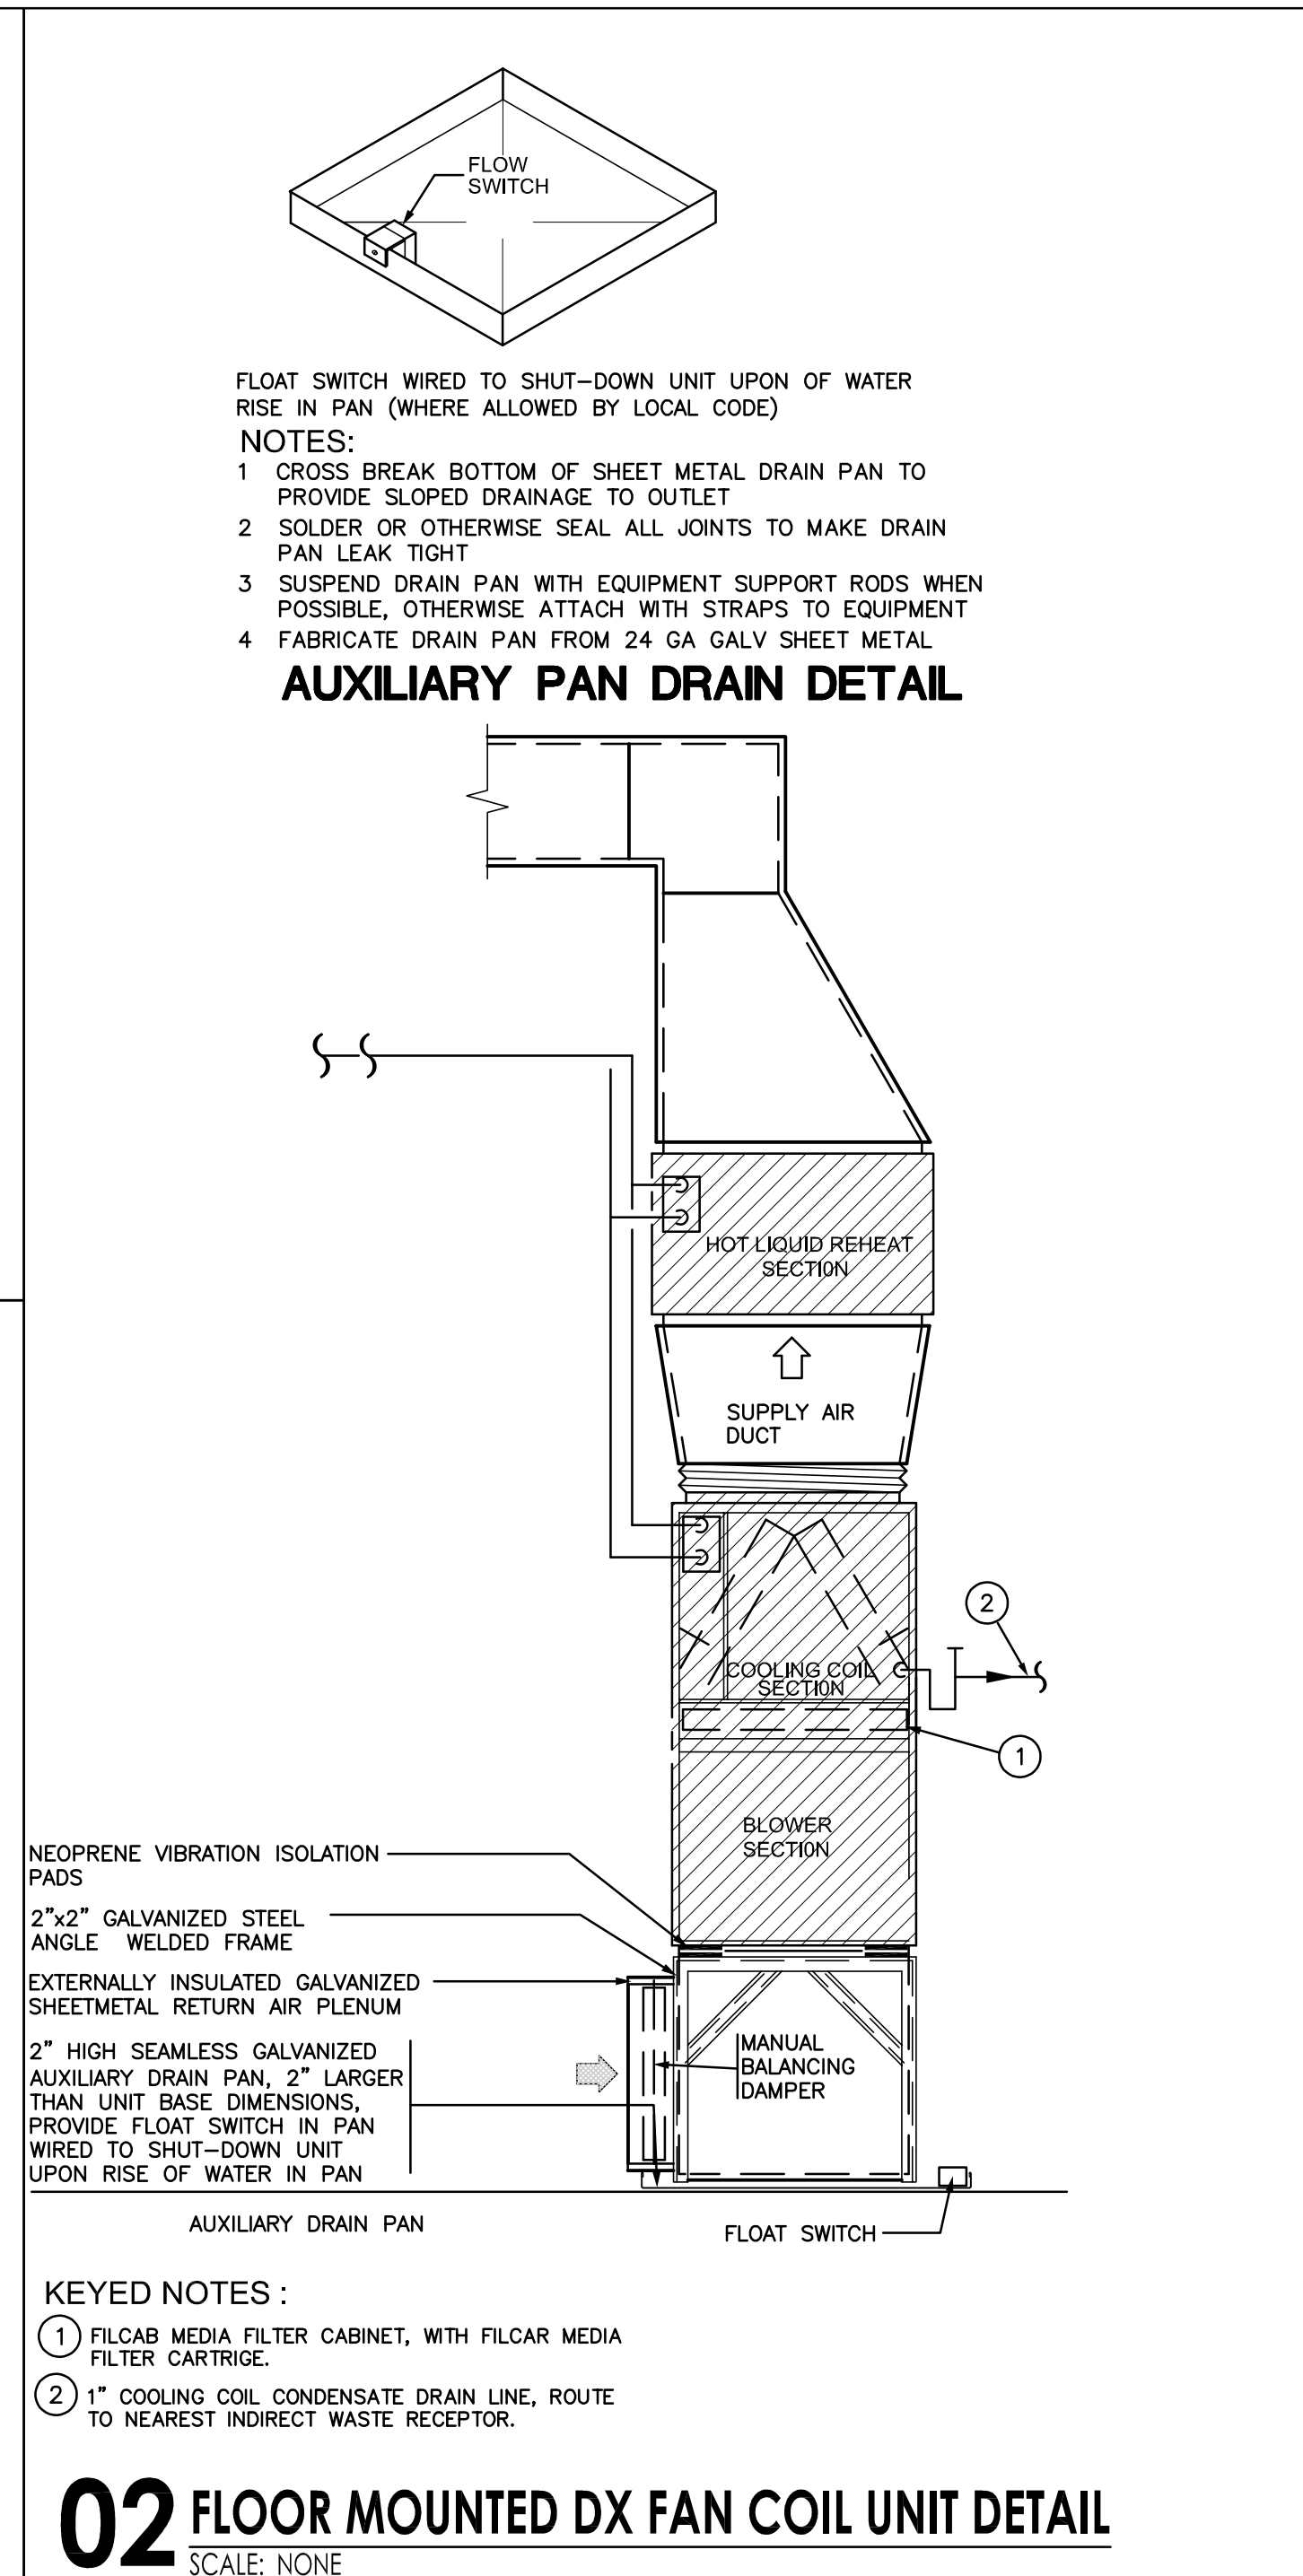 FLOW
SWITCH
FLOAT SWITCH WIRED TO SHUT-DOWN UNIT UPON OF WATER
RISE IN PAN (WHERE ALLOWED BY LOCAL CODE)
NOTES:
1 CROSS BREAK BOTTOM OF SHEET METAL DRAIN PAN TO
PROVIDE SLOPED DRAINAGE TO OUTLET
2 SOLDER OR OTHERWISE SEAL ALL JOINTS TO MAKE DRAIN
PAN LEAK TIGHT
3 SUSPEND DRAIN PAN WITH EQUIPMENT SUPPORT RODS WHEN
POSSIBLE, OTHERWISE ATTACH WITH STRAPS TO EQUIPMENT
4 FABRICATE DRAIN PAN FROM 24 GA GALV SHEET METAL
AUXILIARY PAN DRAIN DETAIL
HOT LIQUID REHEAT
SECTI0N
SUPPLY AIR
DUCT
2
COOLING COIL
SECTI0N
1
BLOWER
SECTI0N
NEOPRENE VIBRATION ISOLATION
PADS
2"x2" GALVANIZED STEEL
ANGLE WELDED FRAME
EXTERNALLY INSULATED GALVANIZED
SHEETMETAL RETURN AIR PLENUM
2" HIGH SEAMLESS GALVANIZED
AUXILIARY DRAIN PAN, 2" LARGER
THAN UNIT BASE DIMENSIONS,
PROVIDE FLOAT SWITCH IN PAN
WIRED TO SHUT-DOWN UNIT
UPON RISE OF WATER IN PAN
MANUAL
BALANCING
DAMPER
AUXILIARY DRAIN PAN
FLOAT SWITCH
KEYED NOTES :
1 FILCAB MEDIA FILTER CABINET, WITH FILCAR MEDIA
FILTER CARTRIGE.
2 1" COOLING COIL CONDENSATE DRAIN LINE, ROUTE
TO NEAREST INDIRECT WASTE RECEPTOR.
02 FLOOR MOUNTED DX FAN COIL UNIT DETAIL
SCALE: NONE